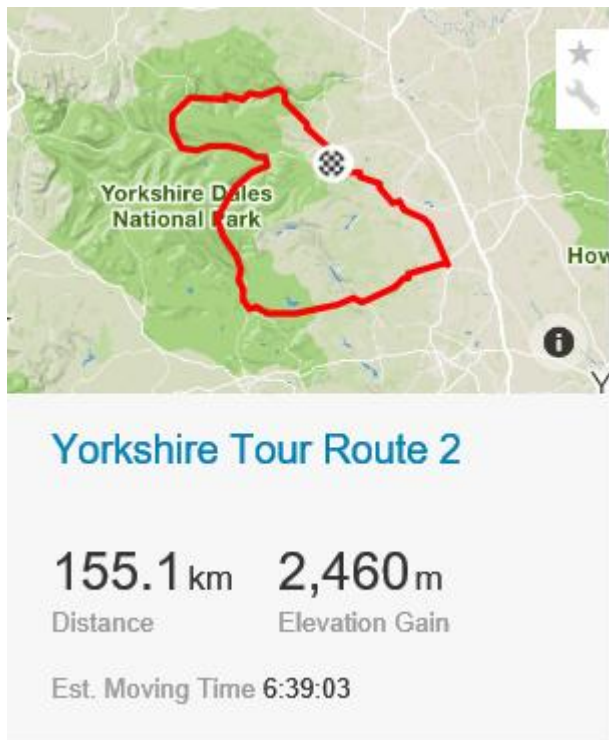 Yorkshire Dales
National Park
How
i
Y
Yorkshire Tour Route 2
155.1 km 2,460 m
Distance Elevation Gain
Est. Moving Time 6:39:03